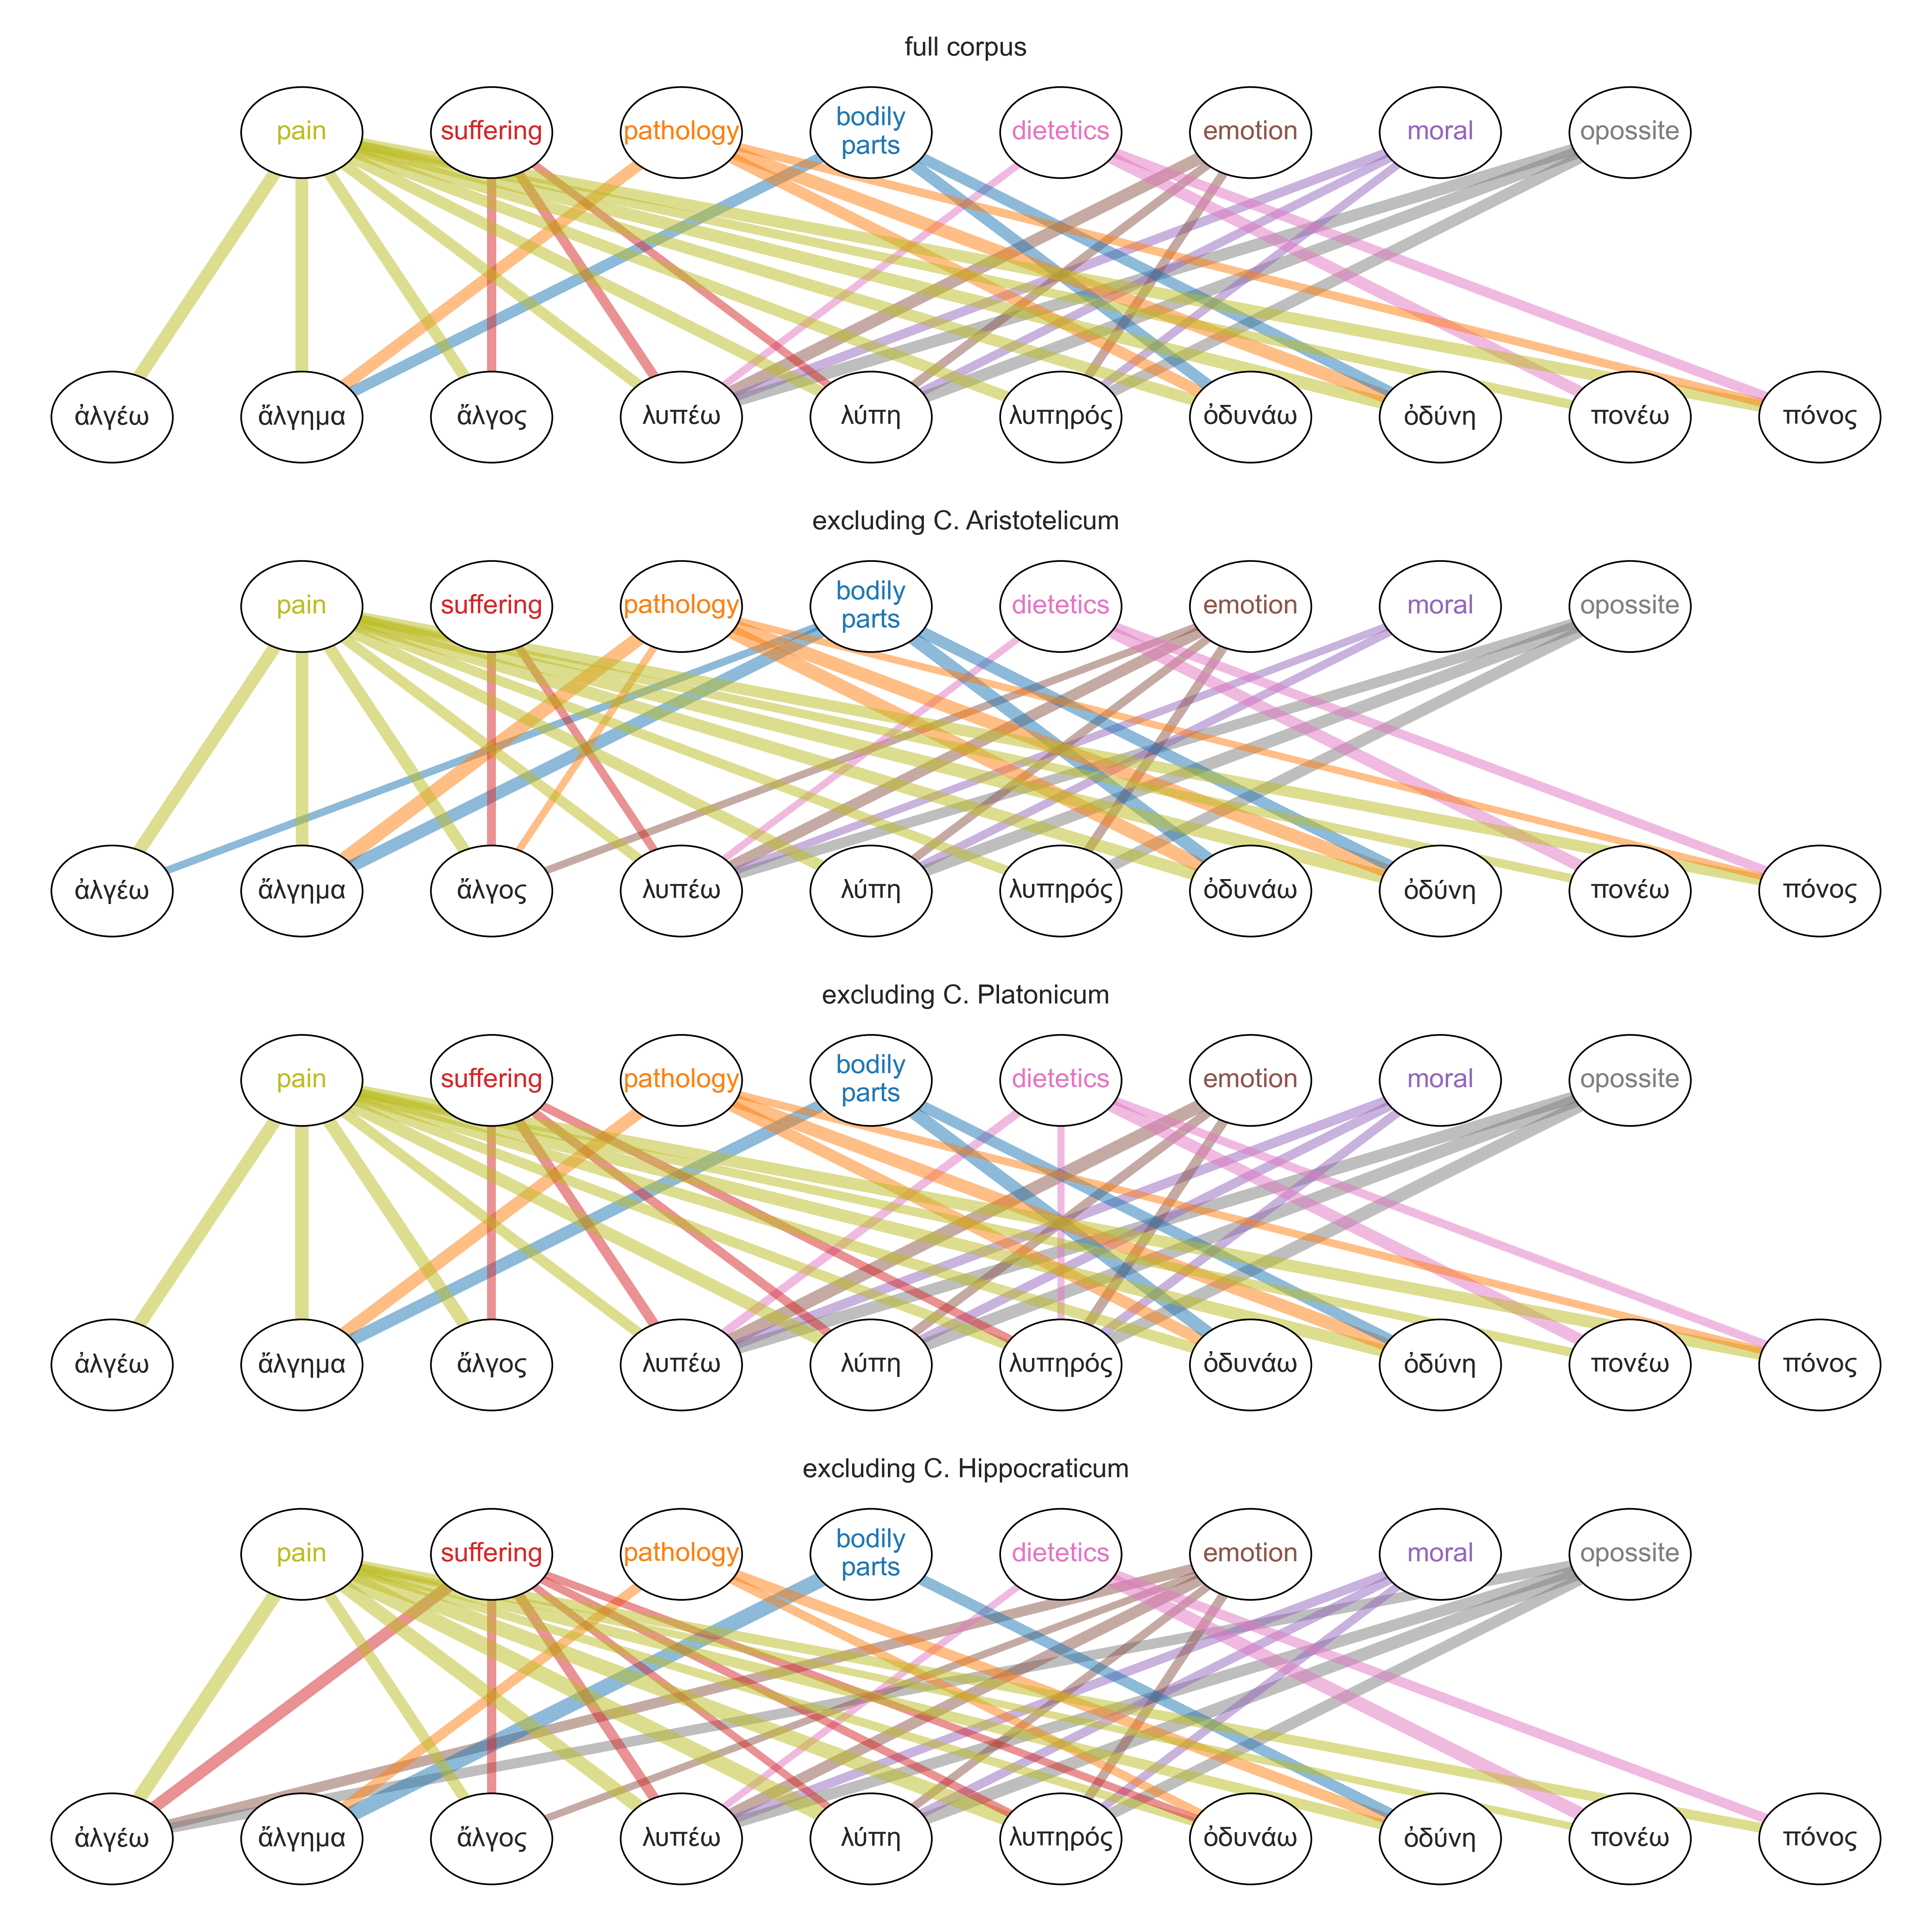 full corpus
pain suffering pathology bodily parts dietetics emotion moral opossite
ἀλγέω ἄλγημα ἄλγος λυπέω λύπη λυπηρός ὀδυνάω ὀδύνη πονέω πόνος
excluding C. Aristotelicum
pain suffering pathology bodily parts dietetics emotion moral opossite
ἀλγέω ἄλγημα ἄλγος λυπέω λύπη λυπηρός ὀδυνάω ὀδύνη πονέω πόνος
excluding C. Platonicum
pain suffering pathology bodily parts dietetics emotion moral opossite
ἀλγέω ἄλγημα ἄλγος λυπέω λύπη λυπηρός ὀδυνάω ὀδύνη πονέω πόνος
excluding C. Hippocraticum
pain suffering pathology bodily parts dietetics emotion moral opossite
ἀλγέω ἄλγημα ἄλγος λυπέω λύπη λυπηρός ὀδυνάω ὀδύνη πονέω πόνος